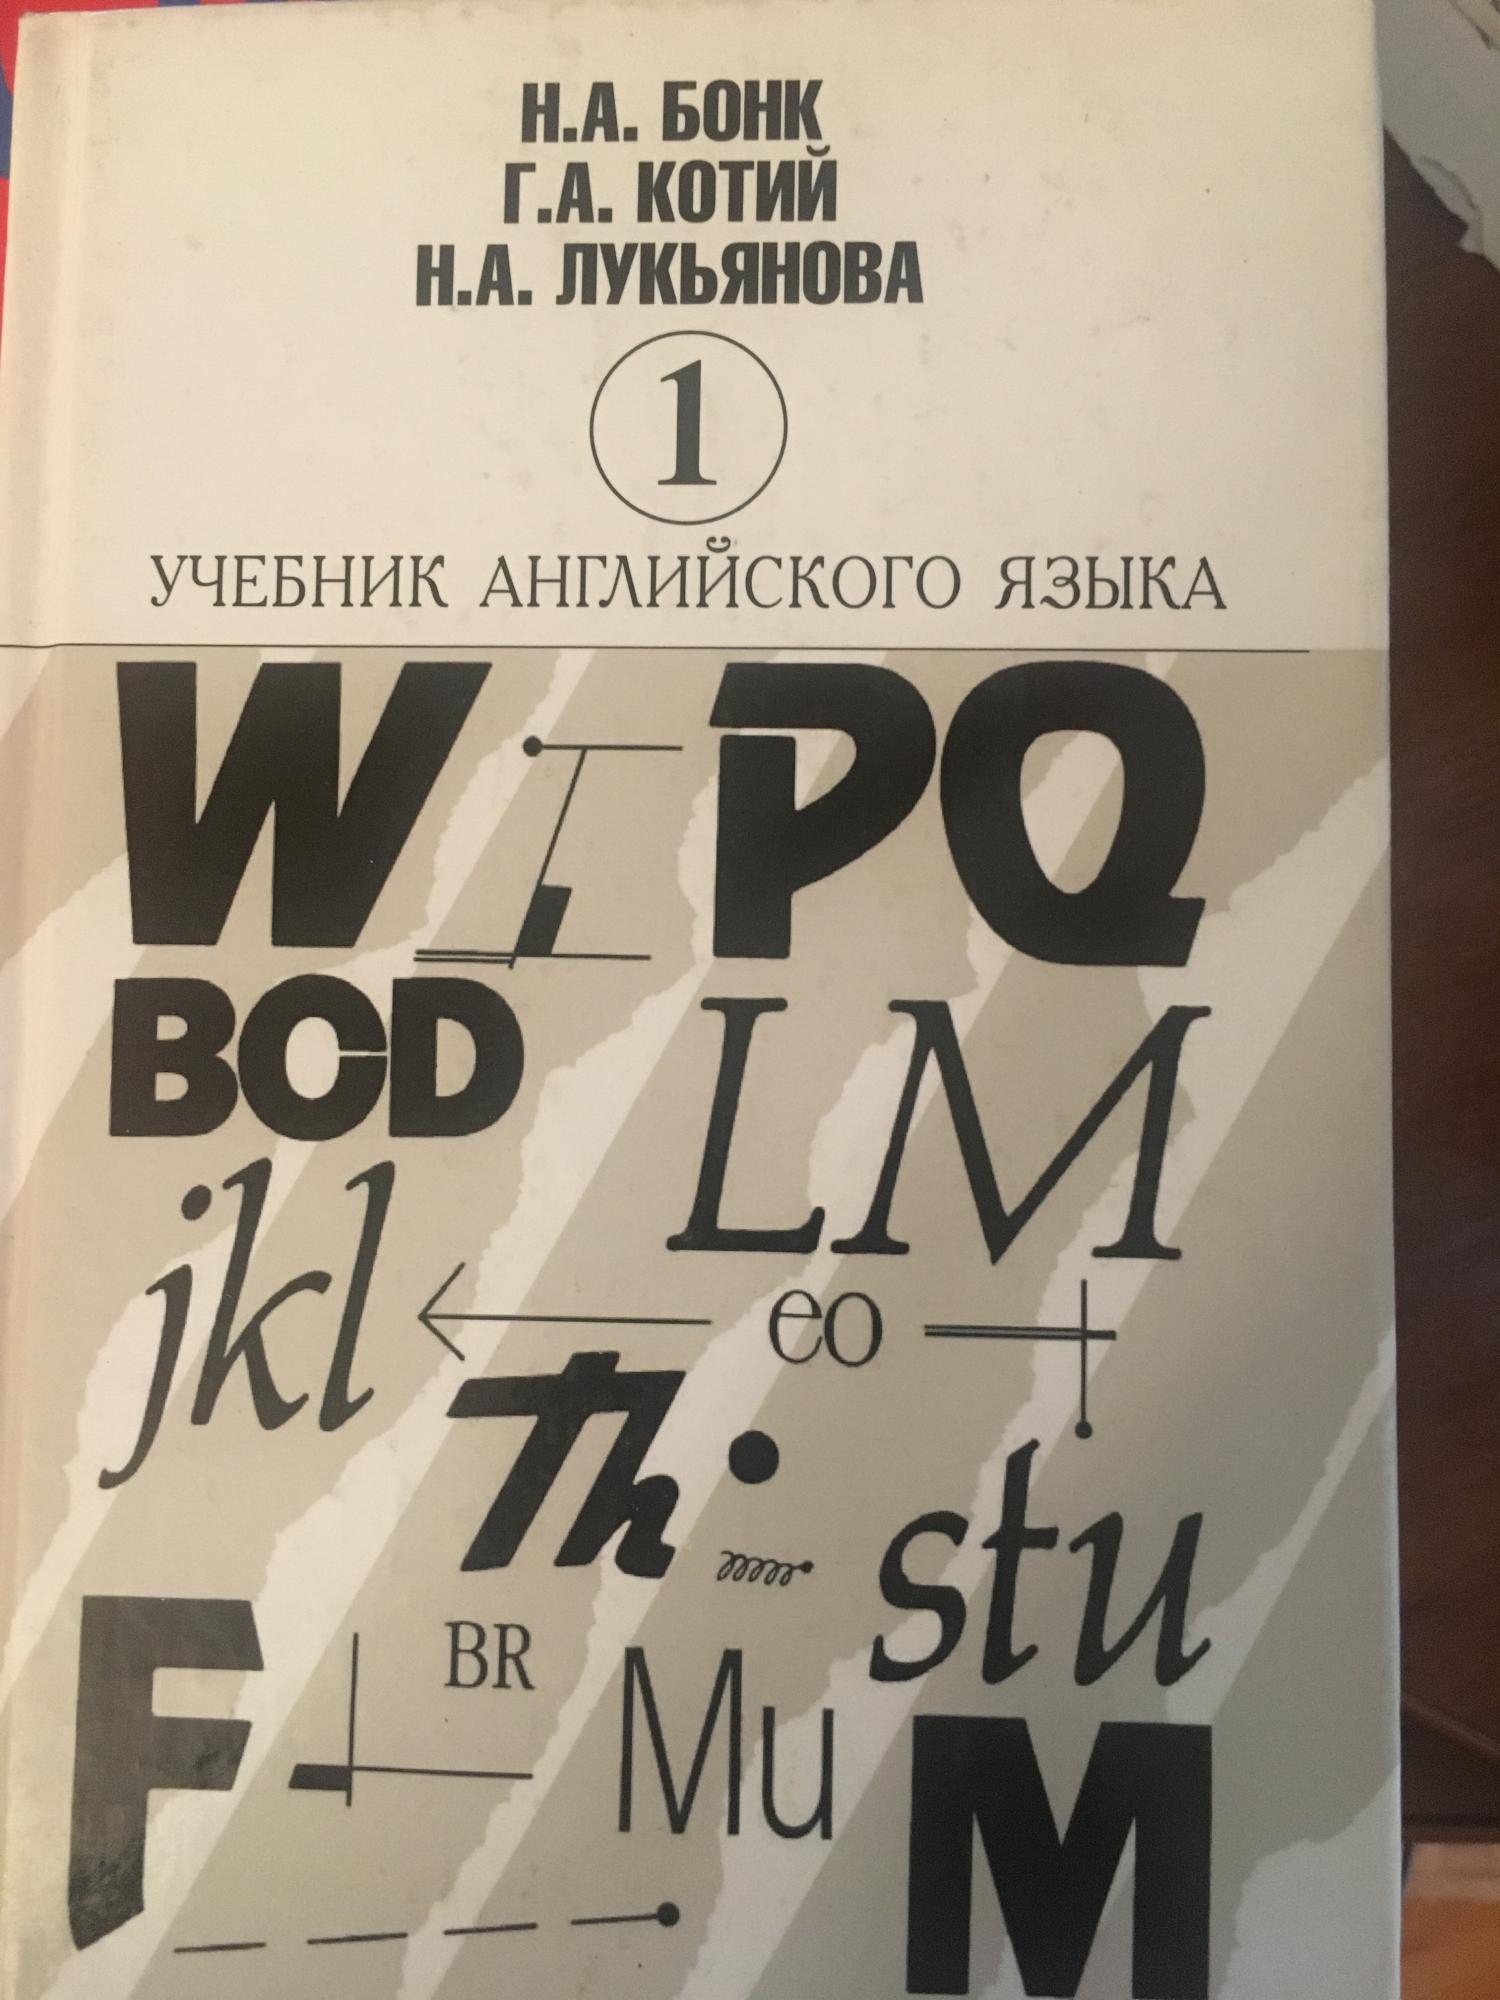 Н.А. БОНК
Г.А. КОТИЙ
Н.А. ЛУКЬЯНОВА
1
УЧЕБНИК АНГЛИЙСКОГО ЯЗЫКА
W PQ
BCD
LM
jkl
eo
Th
stu
F
BR
Mu
M